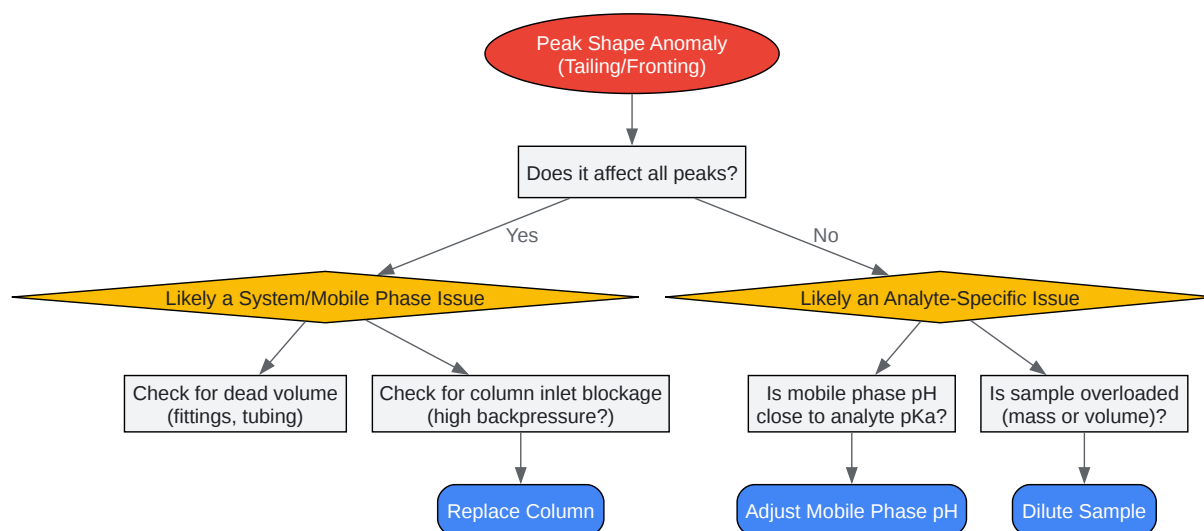 Peak Shape Anomaly
(Tailing/Fronting)
Does it affect all peaks?
Yes
No
Likely a System/Mobile Phase Issue
Likely an Analyte-Specific Issue
Check for dead volume
(fittings, tubing)
Check for column inlet blockage
(high backpressure?)
Is mobile phase pH
close to analyte pKa?
Is sample overloaded
(mass or volume)?
Replace Column
Adjust Mobile Phase pH
Dilute Sample